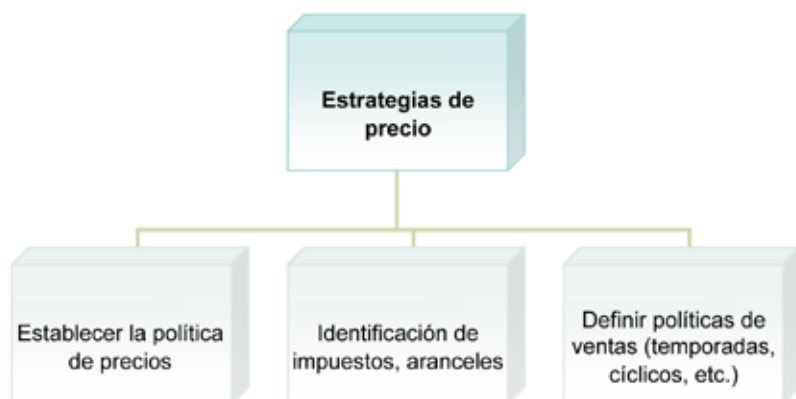 Estrategias de
precio
Establecer la política
de precios
Identificación de
impuestos, aranceles
Definir políticas de
ventas (temporadas,
cíclicos, etc.)